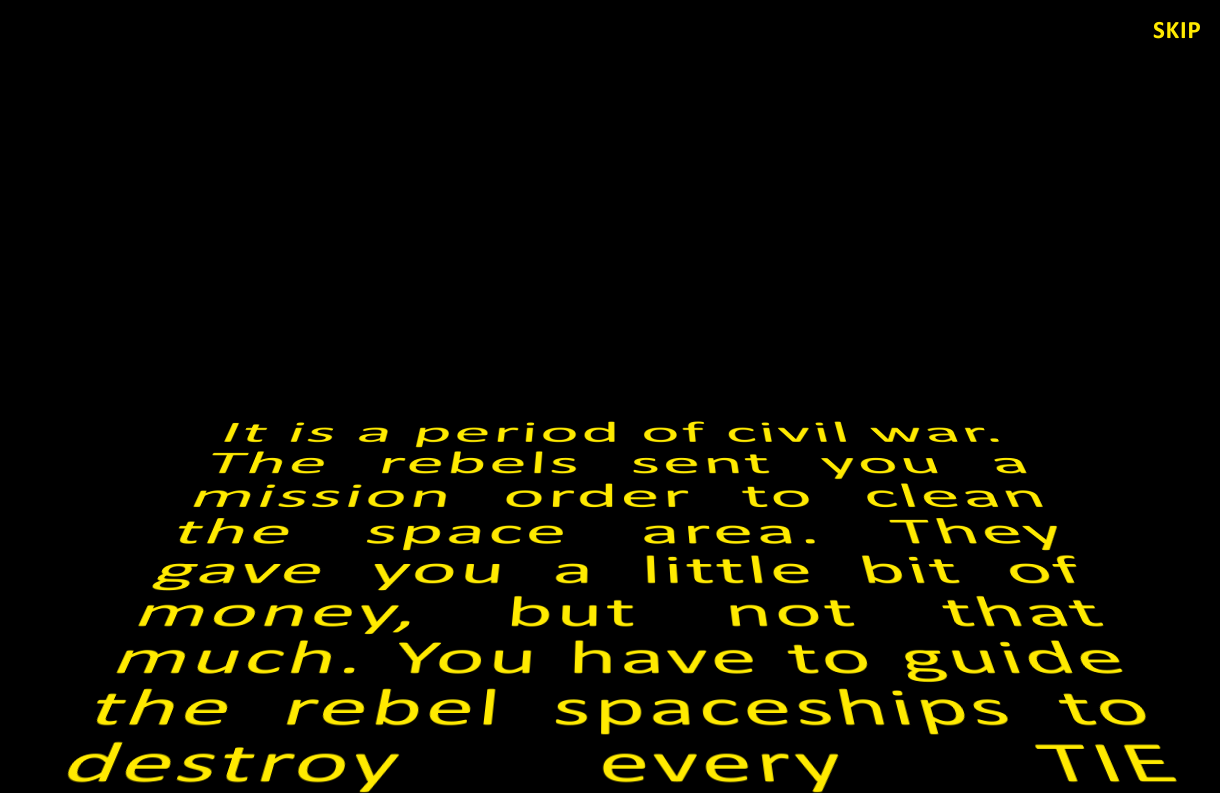 SKIP
It is a period of civil war.
The rebels sent you a
mission order to clean
the space area. They
gave you a little bit of
money, but not that
much. You have to guide
the rebel spaceships to
destroy every TIE